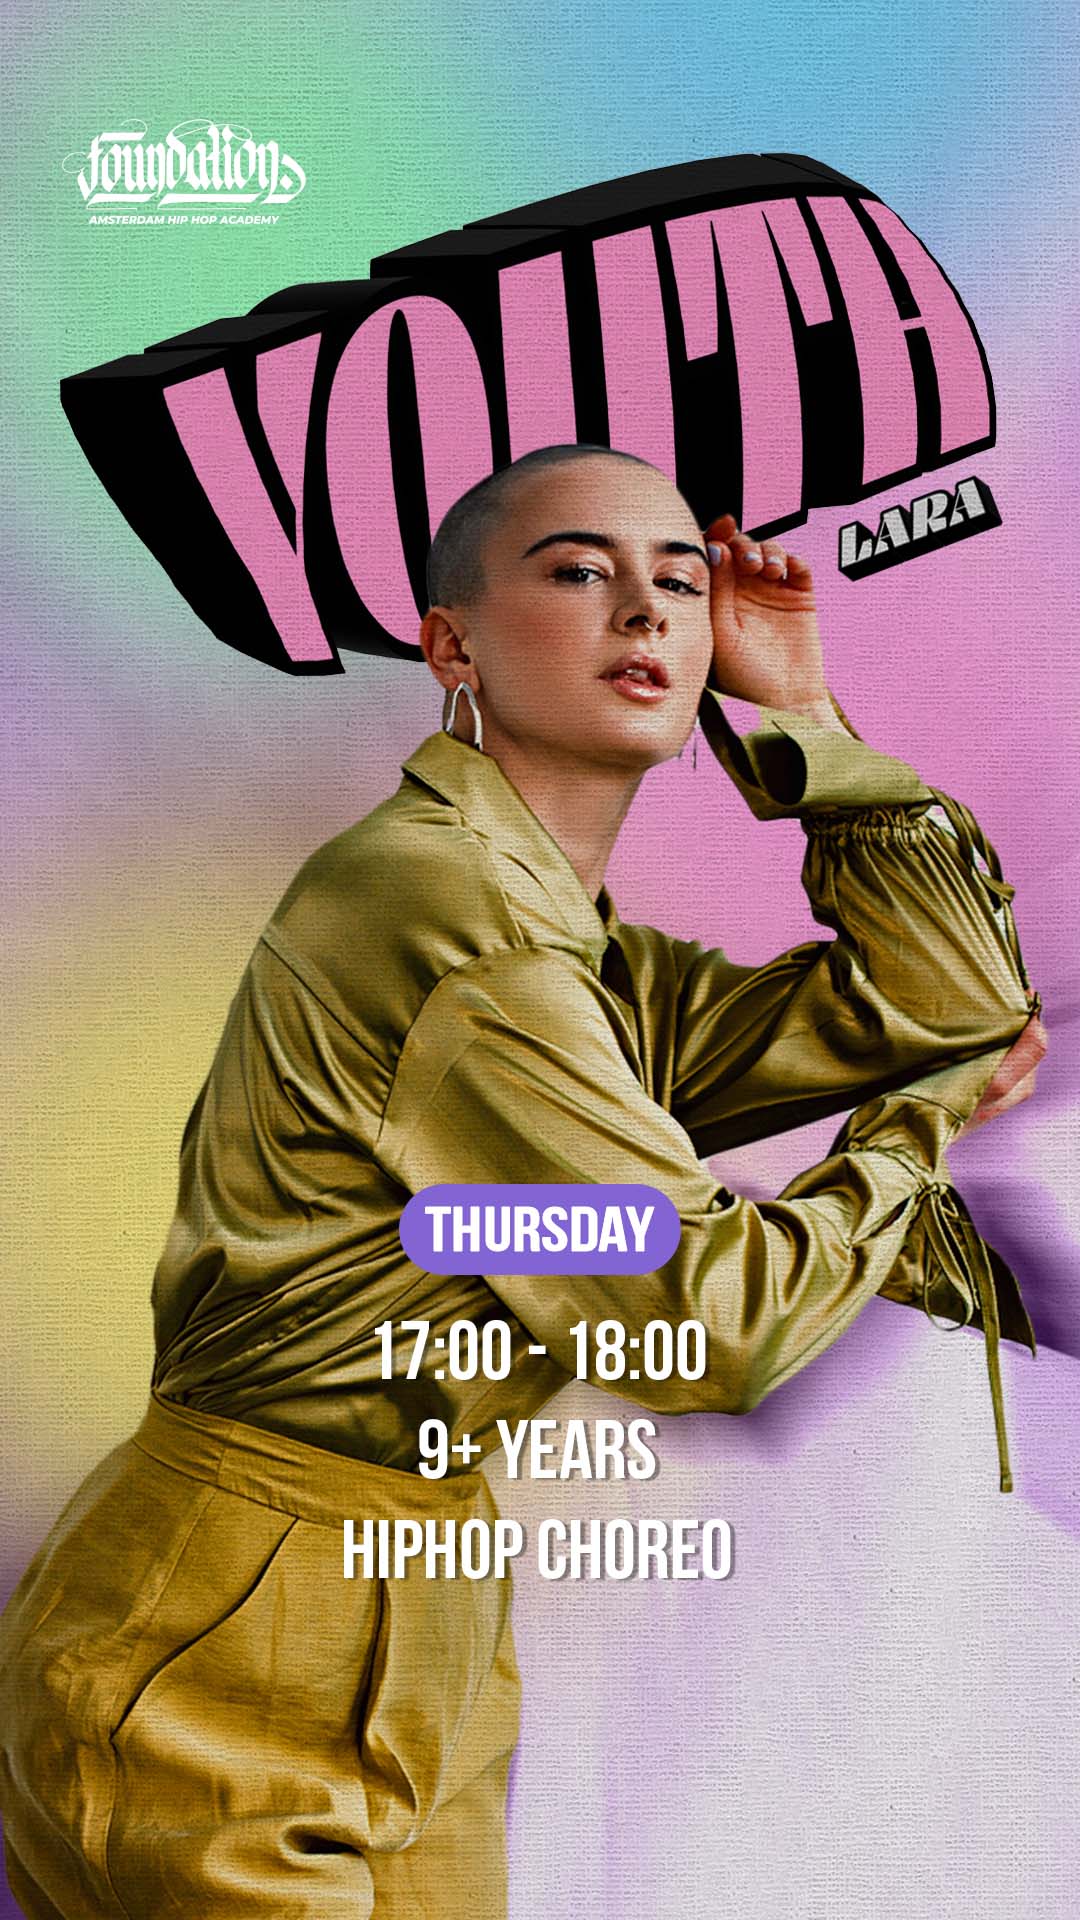 Foundation.
AMSTERDAM HIP HOP ACADEMY
YOUTH
LARA
THURSDAY
17:00 - 18:00
9+ YEARS
HIPHOP CHOREO